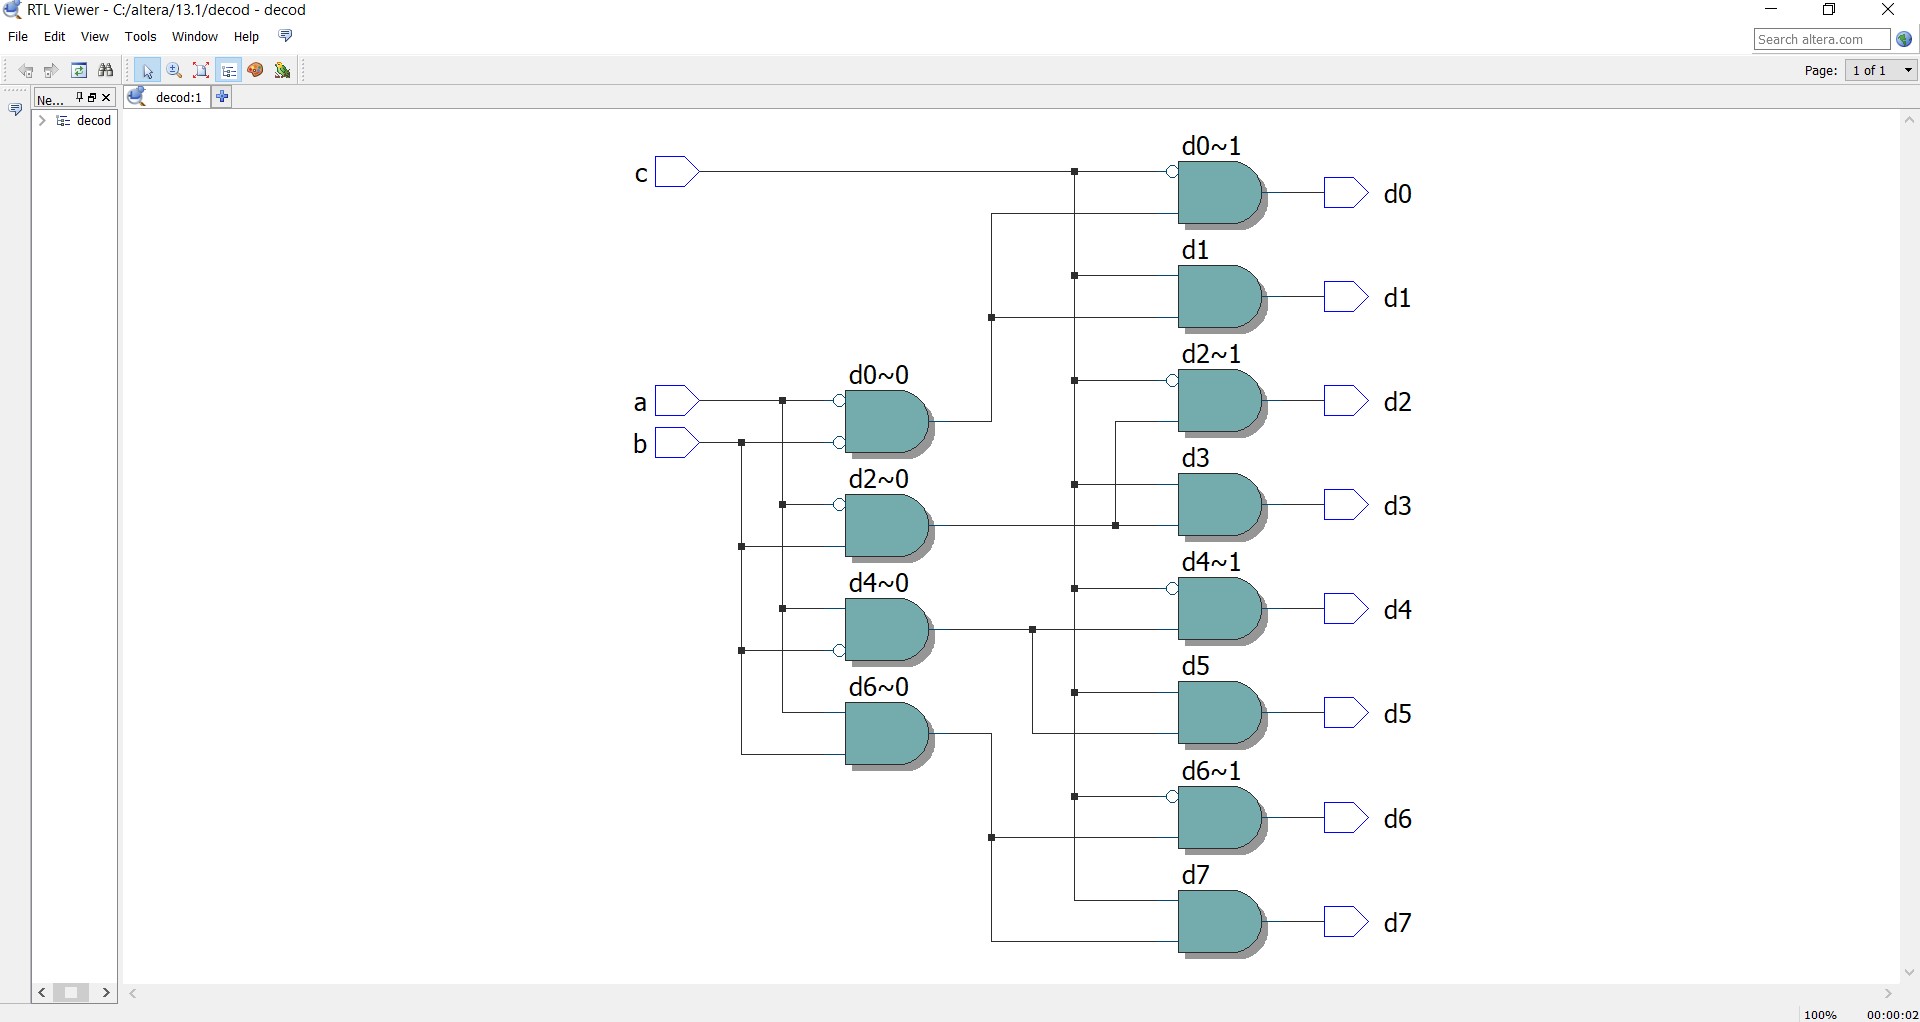 RTL Viewer - C:/altera/13.1/decod - decod
File Edit View Tools Window Help
Search altera.com
Page: 1 of 1
Ne...
decod:1
decod
c
d0~1
d0
d1
d1
a
b
d0~0
d2~1
d2
d2~0
d3
d3
d4~0
d4~1
d4
d6~0
d5
d5
d6~1
d6
d7
d7
100% 00:00:02